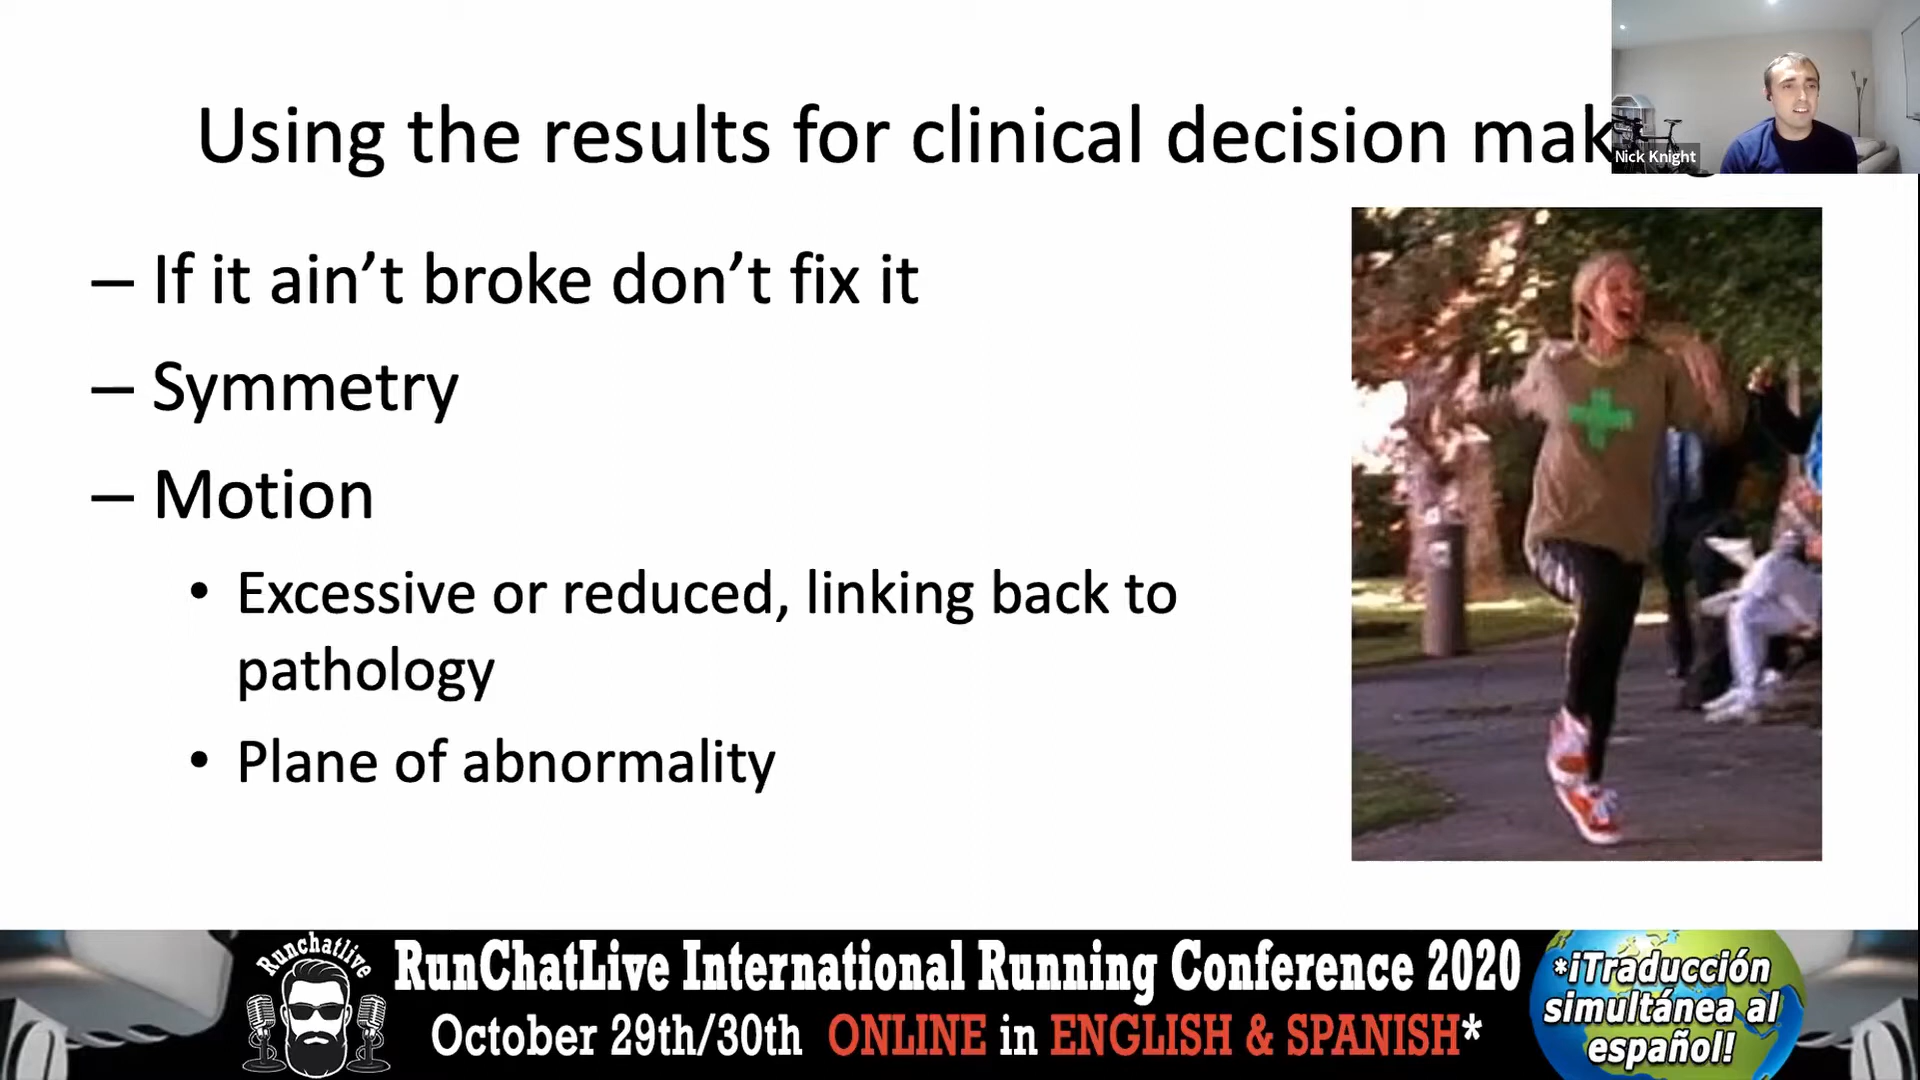 Using the results for clinical decision mak
Nick Knight
– If it ain’t broke don’t fix it
– Symmetry
– Motion
• Excessive or reduced, linking back to
pathology
• Plane of abnormality
Runchatlive
RunChatLive International Running Conference 2020
October 29th/30th ONLINE in ENGLISH & SPANISH*
*¡Traducción
simultánea al
español!